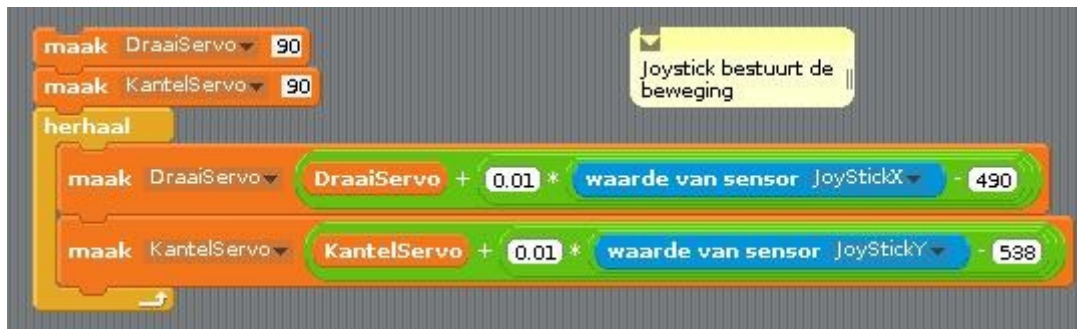 maak DraaiServo 90
maak KantelServo 90
herhaal
maak DraaiServo DraaiServo + 0.01 * waarde van sensor JoyStickX - 490
maak KantelServo KantelServo + 0.01 * waarde van sensor JoyStickY - 538
Joystick bestuurt de
beweging